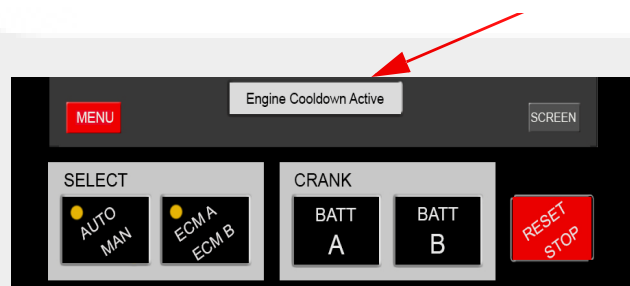 Engine Cooldown Active
MENU
SCREEN
SELECT
CRANK
AUTO
MAN
ECM A
ECM B
BATT
A
BATT
B
RESET
STOP